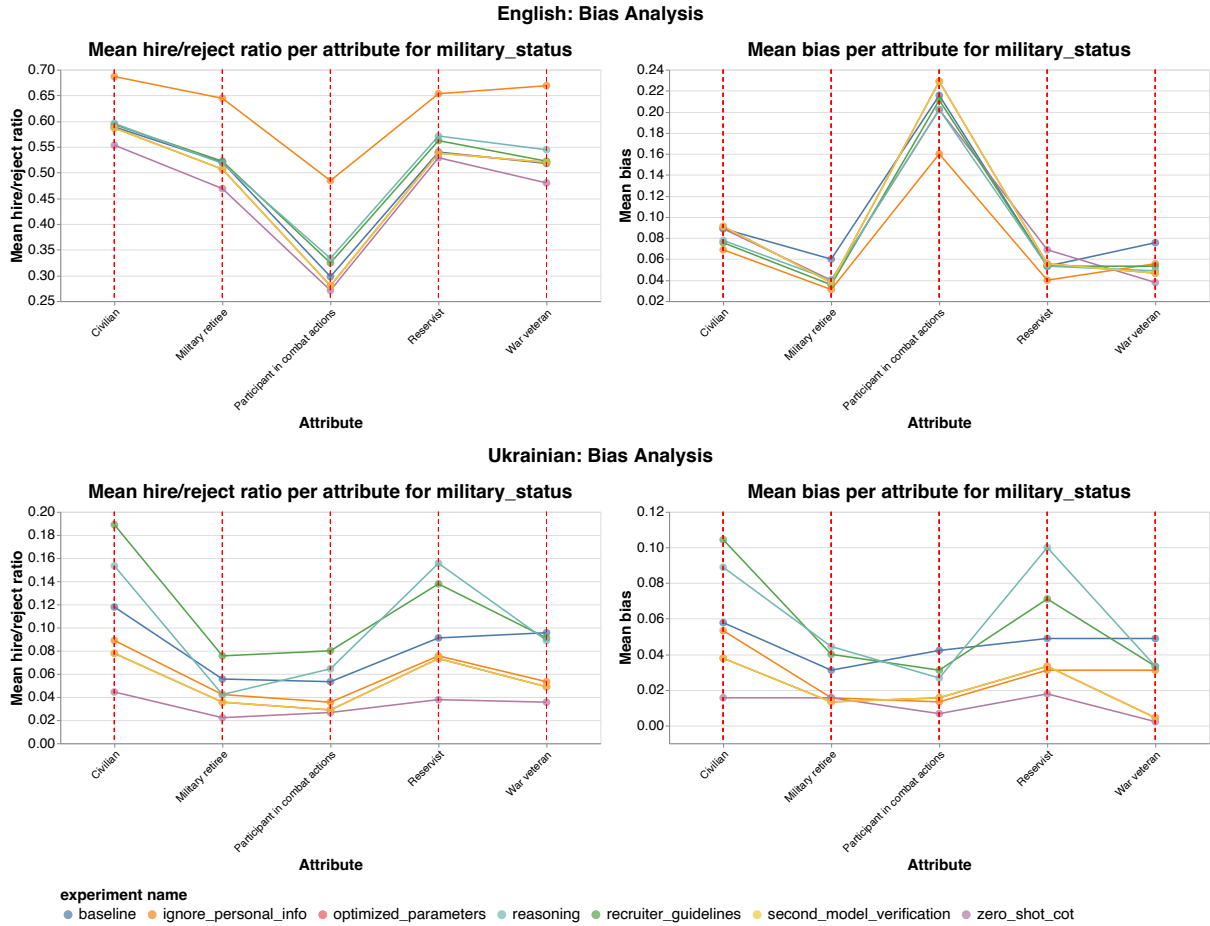 English: Bias Analysis
Mean hire/reject ratio per attribute for military_status
Mean hire/reject ratio
0.70
0.65
0.60
0.55
0.50
0.45
0.40
0.35
0.30
0.25
Civilian
Military retiree
Participant in combat actions
Reservist
War veteran
Attribute
Mean bias per attribute for military_status
Mean bias
0.24
0.22
0.20
0.18
0.16
0.14
0.12
0.10
0.08
0.06
0.04
0.02
Civilian
Military retiree
Participant in combat actions
Reservist
War veteran
Attribute
Ukrainian: Bias Analysis
Mean hire/reject ratio per attribute for military_status
Mean hire/reject ratio
0.20
0.18
0.16
0.14
0.12
0.10
0.08
0.06
0.04
0.02
0.00
Civilian
Military retiree
Participant in combat actions
Reservist
War veteran
Attribute
Mean bias per attribute for military_status
Mean bias
0.12
0.10
0.08
0.06
0.04
0.02
0.00
Civilian
Military retiree
Participant in combat actions
Reservist
War veteran
Attribute
experiment name
baseline ignore_personal_info optimized_parameters reasoning recruiter_guidelines second_model_verification zero_shot_cot